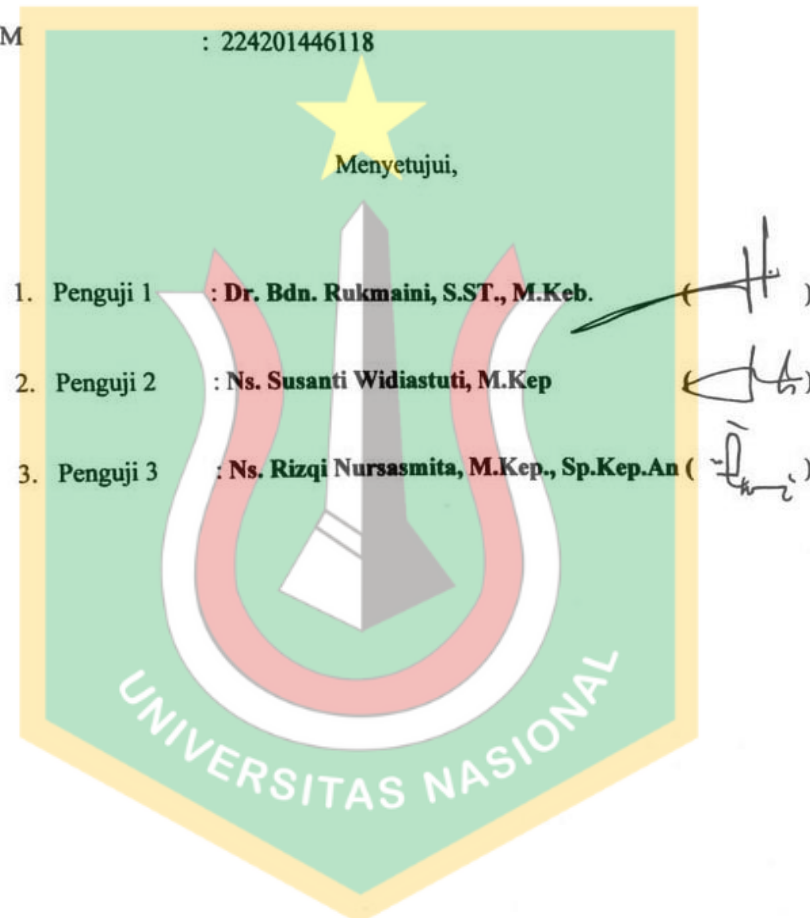 M : 224201446118
Menyetujui,
1. Penguji 1 : Dr. Bdn. Rukmaini, S.ST., M.Keb. ( )
2. Penguji 2 : Ns. Susanti Widiastuti, M.Kep ( )
3. Penguji 3 : Ns. Rizqi Nursasmita, M.Kep., Sp.Kep.An ( )
UNIVERSITAS NASIONAL